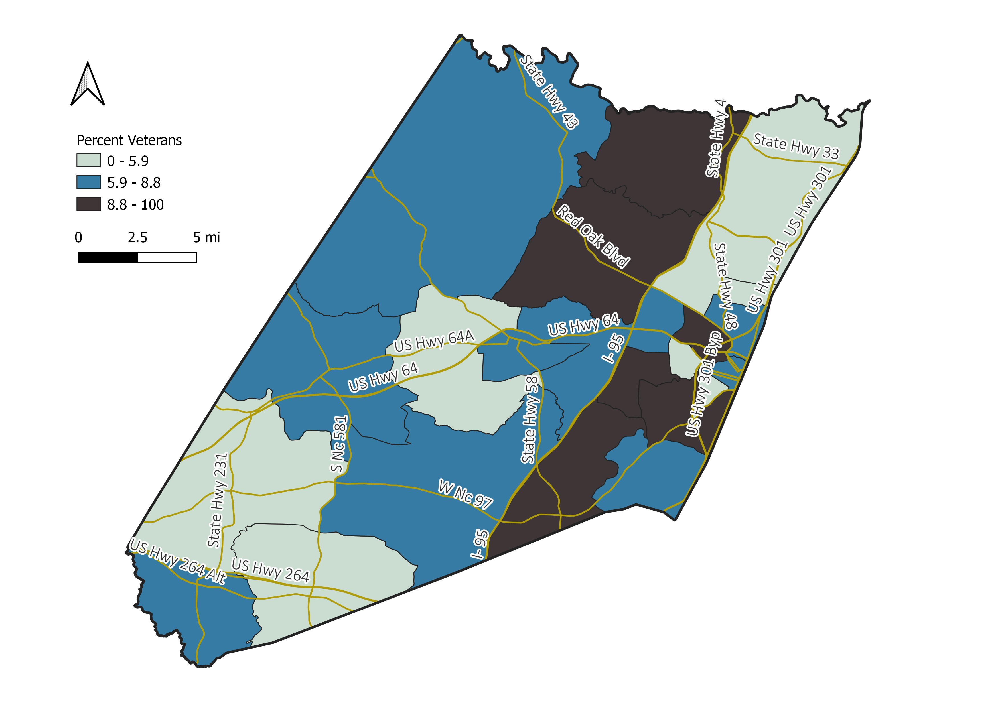 State Hwy 43
State Hwy 4
State Hwy 33
Percent Veterans
0 - 5.9
5.9 - 8.8
8.8 - 100
US Hwy 301
Red Oak Blvd
0 2.5 5 mi
State Hwy 48
US Hwy 301
US Hwy 64
US Hwy 64A
I- 95
US Hwy 301 Byp
US Hwy 64
State Hwy 58
S Nc 581
State Hwy 231
W Nc 97
I- 95
US Hwy 264 Alt
US Hwy 264